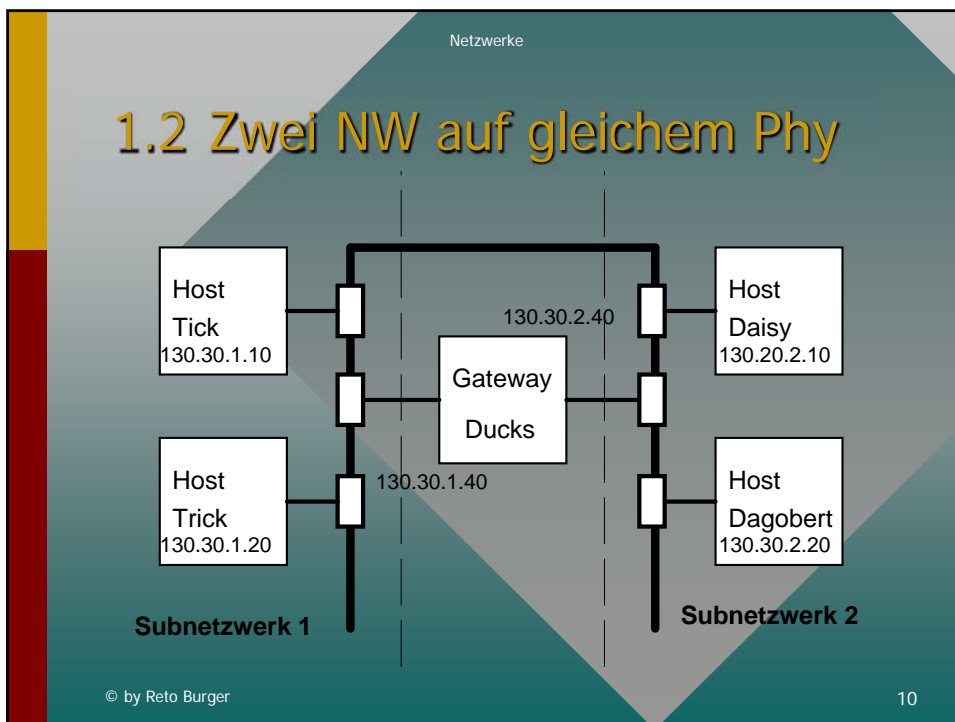 Netzwerke
1.2 Zwei NW auf gleichem Phy
Host
Tick
130.30.1.10
130.30.2.40
Host
Daisy
130.20.2.10
Gateway
Ducks
Host
Trick
130.30.1.20
130.30.1.40
Host
Dagobert
130.30.2.20
Subnetzwerk 1
Subnetzwerk 2
© by Reto Burger
10